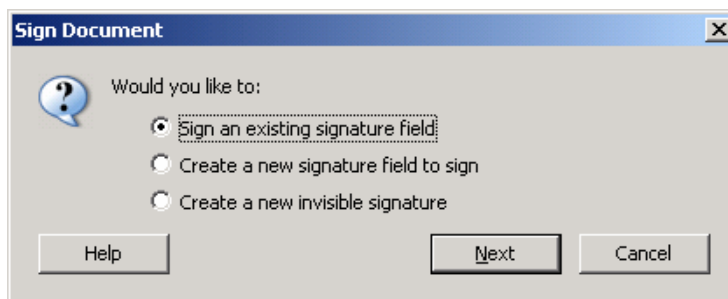 Sign Document
Would you like to:
Sign an existing signature field
Create a new signature field to sign
Create a new invisible signature
Help Next Cancel